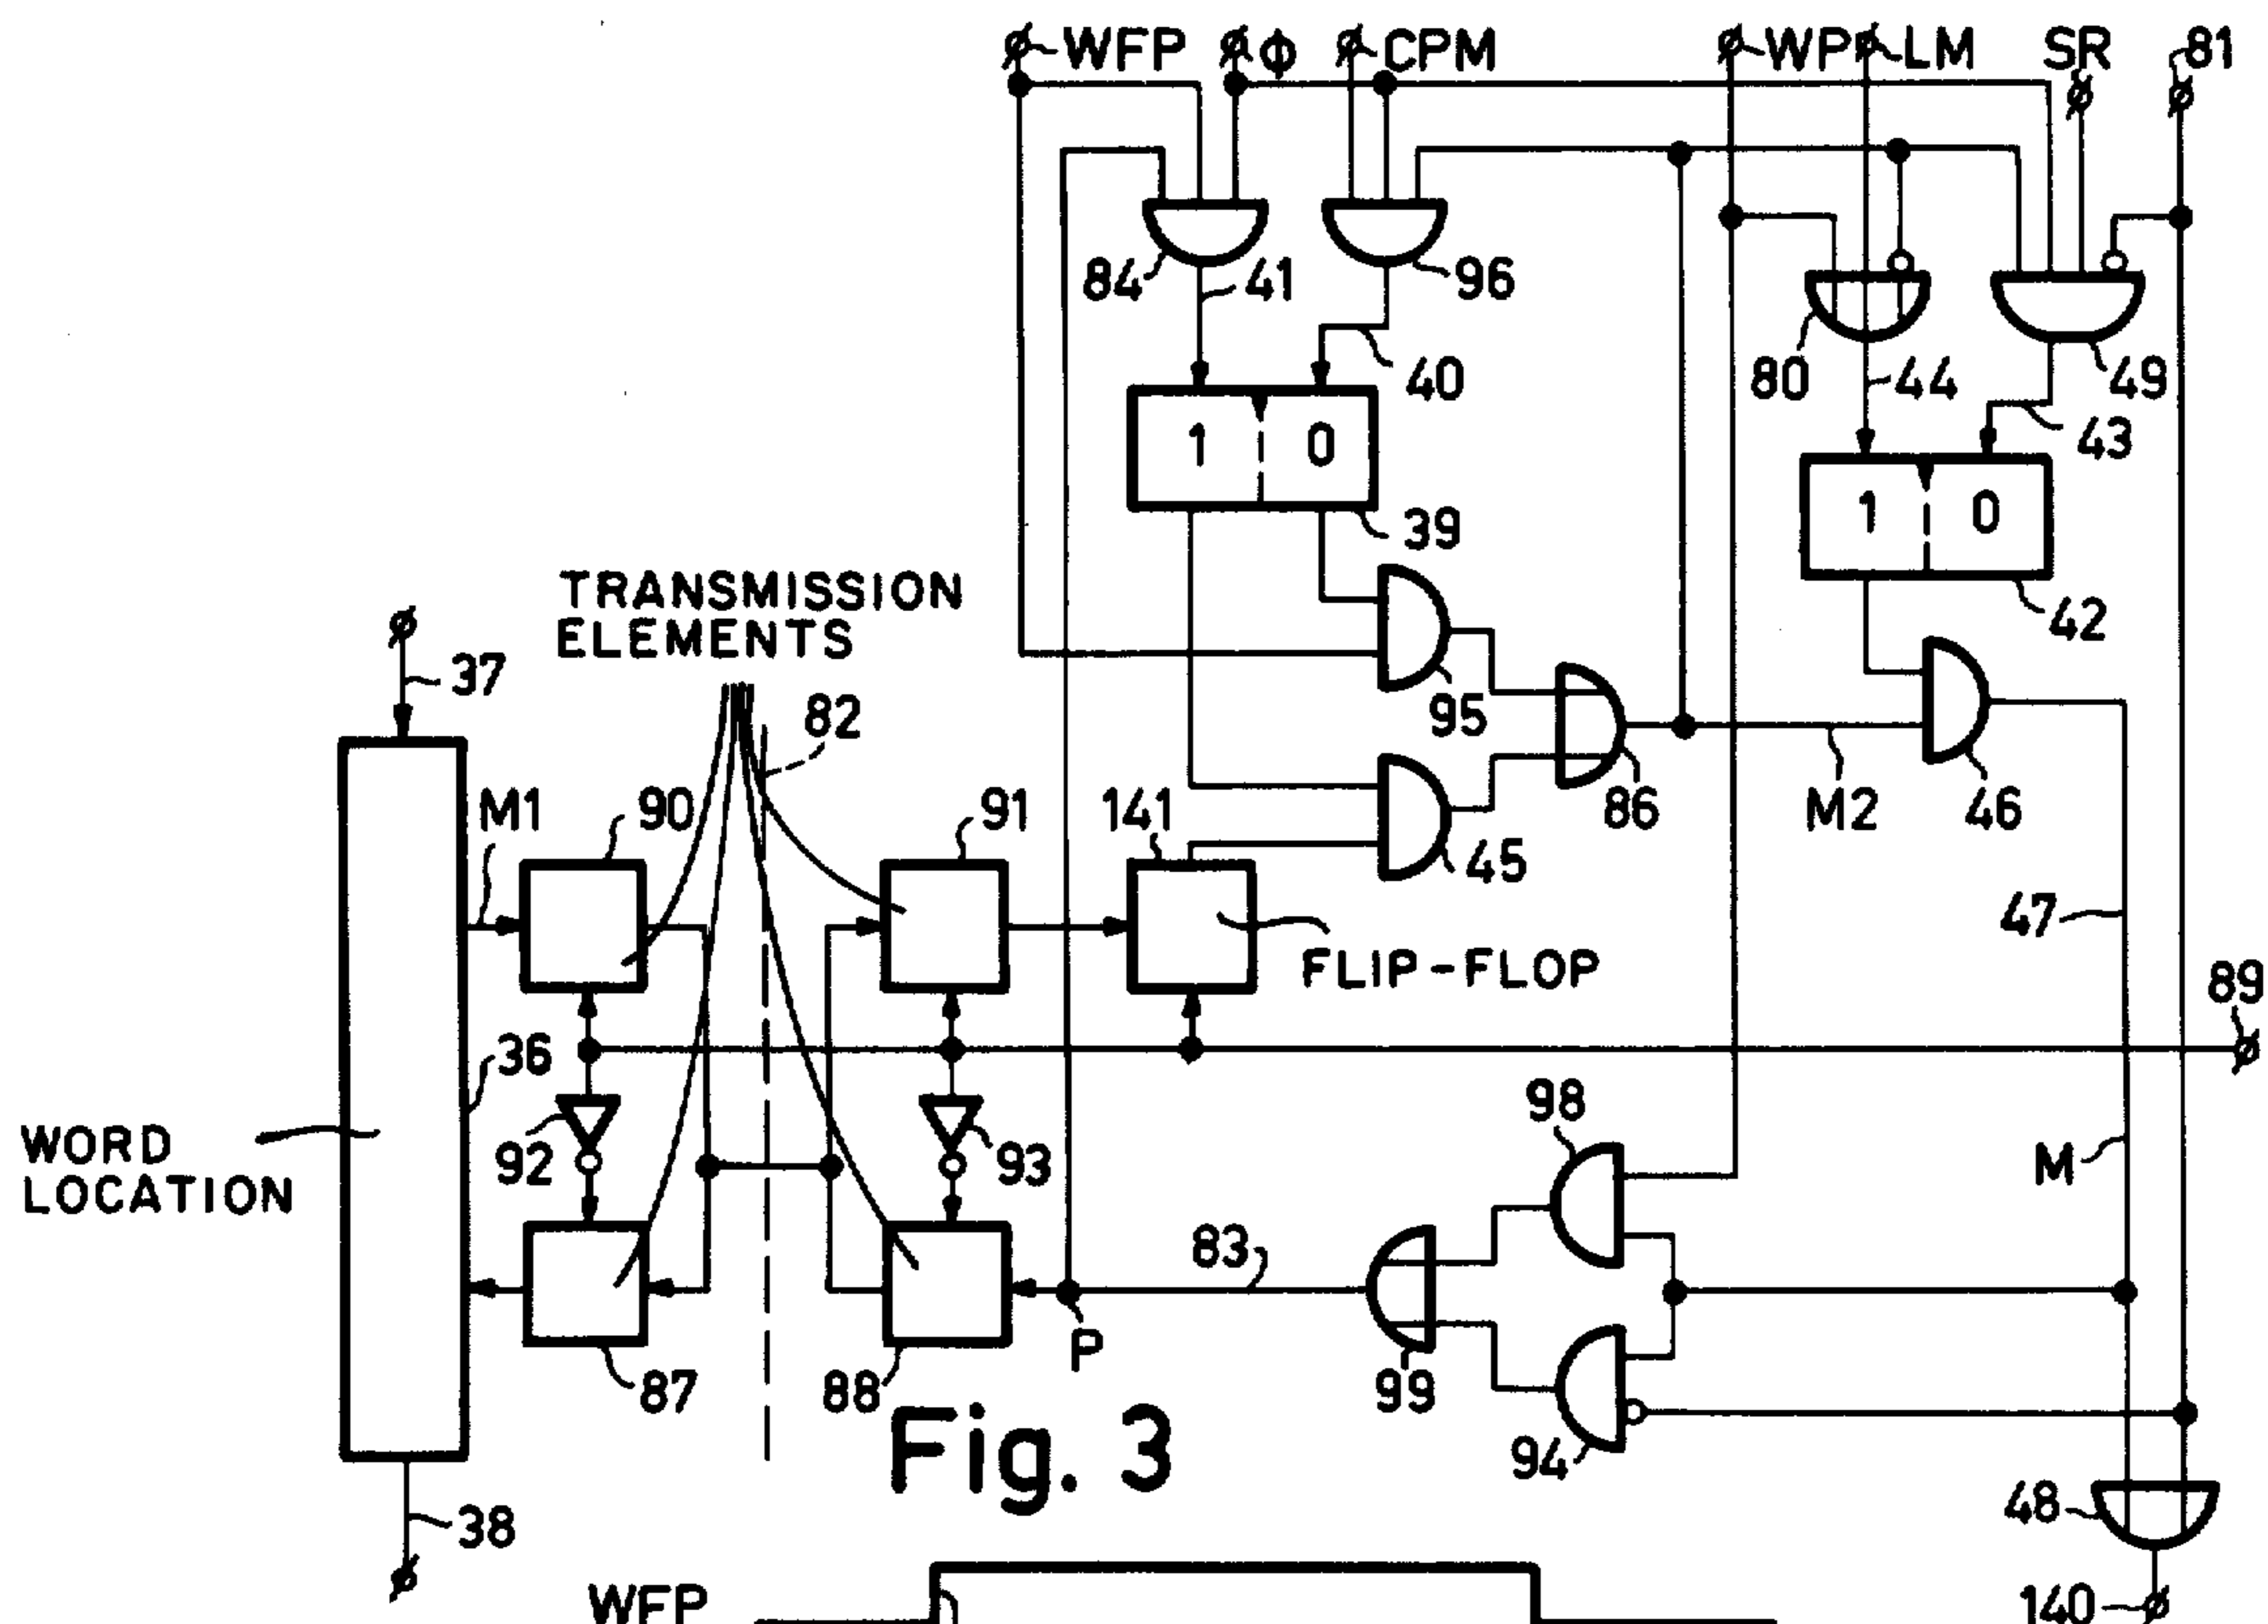 WFP Φ CPM WP LM SR 81
84 41 96 80 44 49
40 43
1 0 1 0
39 42
TRANSMISSION
ELEMENTS
37 82 95 86 M2 46
M1 90 91 141 45
47
FLIP-FLOP
89
36 98
WORD
LOCATION
92 93 M
83
P
87 88 99 94
Fig. 3
38 48
WFP 140